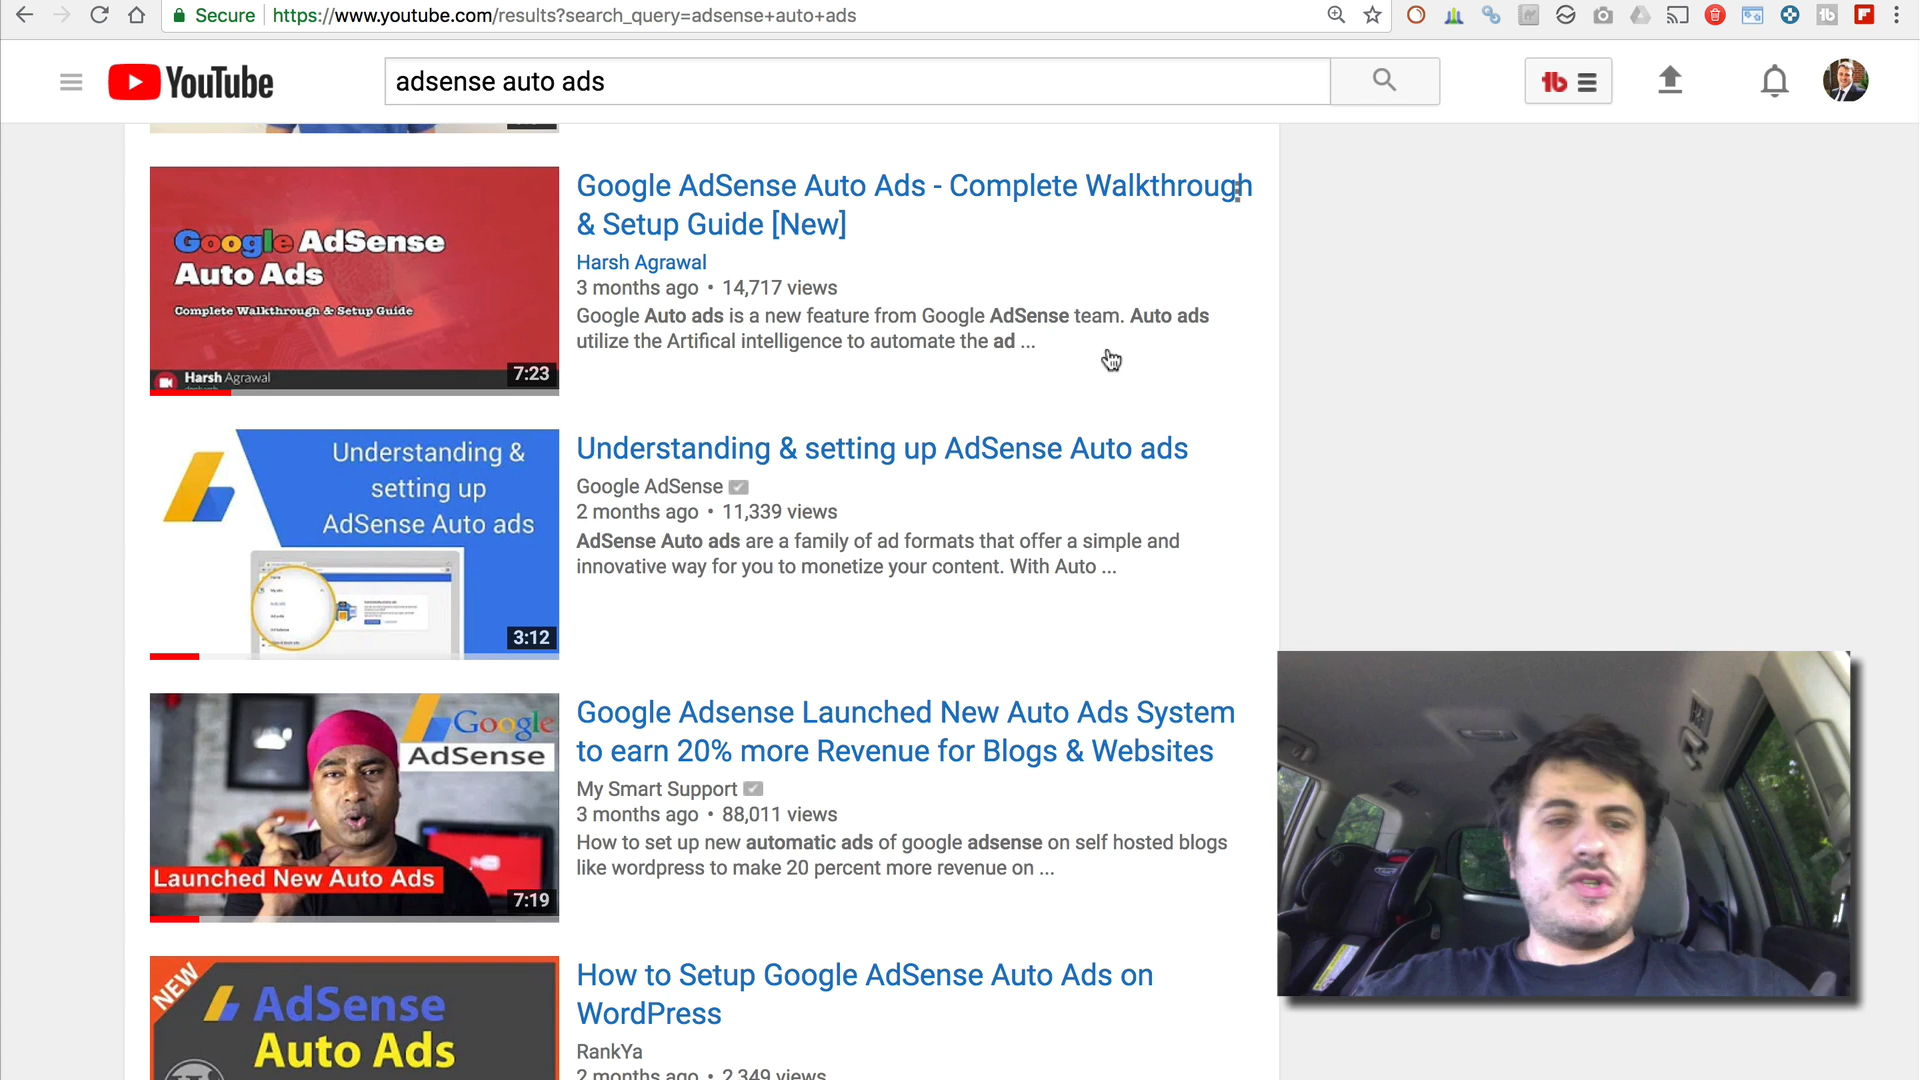 Secure
https://www.youtube.com/results?search_query=adsense+auto+ads
YouTube
adsense auto ads
Google AdSense
Auto Ads
Complete Walkthrough & Setup Guide
Harsh Agrawal
7:23
Google AdSense Auto Ads - Complete Walkthrough
& Setup Guide [New]
Harsh Agrawal
3 months ago • 14,717 views
Google Auto ads is a new feature from Google AdSense team. Auto ads
utilize the Artifical intelligence to automate the ad ...
Understanding &
setting up
AdSense Auto ads
3:12
Understanding & setting up AdSense Auto ads
Google AdSense
2 months ago • 11,339 views
AdSense Auto ads are a family of ad formats that offer a simple and
innovative way for you to monetize your content. With Auto ...
Google
AdSense
Launched New Auto Ads
7:19
Google Adsense Launched New Auto Ads System
to earn 20% more Revenue for Blogs & Websites
My Smart Support
3 months ago • 88,011 views
How to set up new automatic ads of google adsense on self hosted blogs
like wordpress to make 20 percent more revenue on ...
NEW
AdSense
Auto Ads
How to Setup Google AdSense Auto Ads on
WordPress
RankYa
2 months ago • 2,349 views